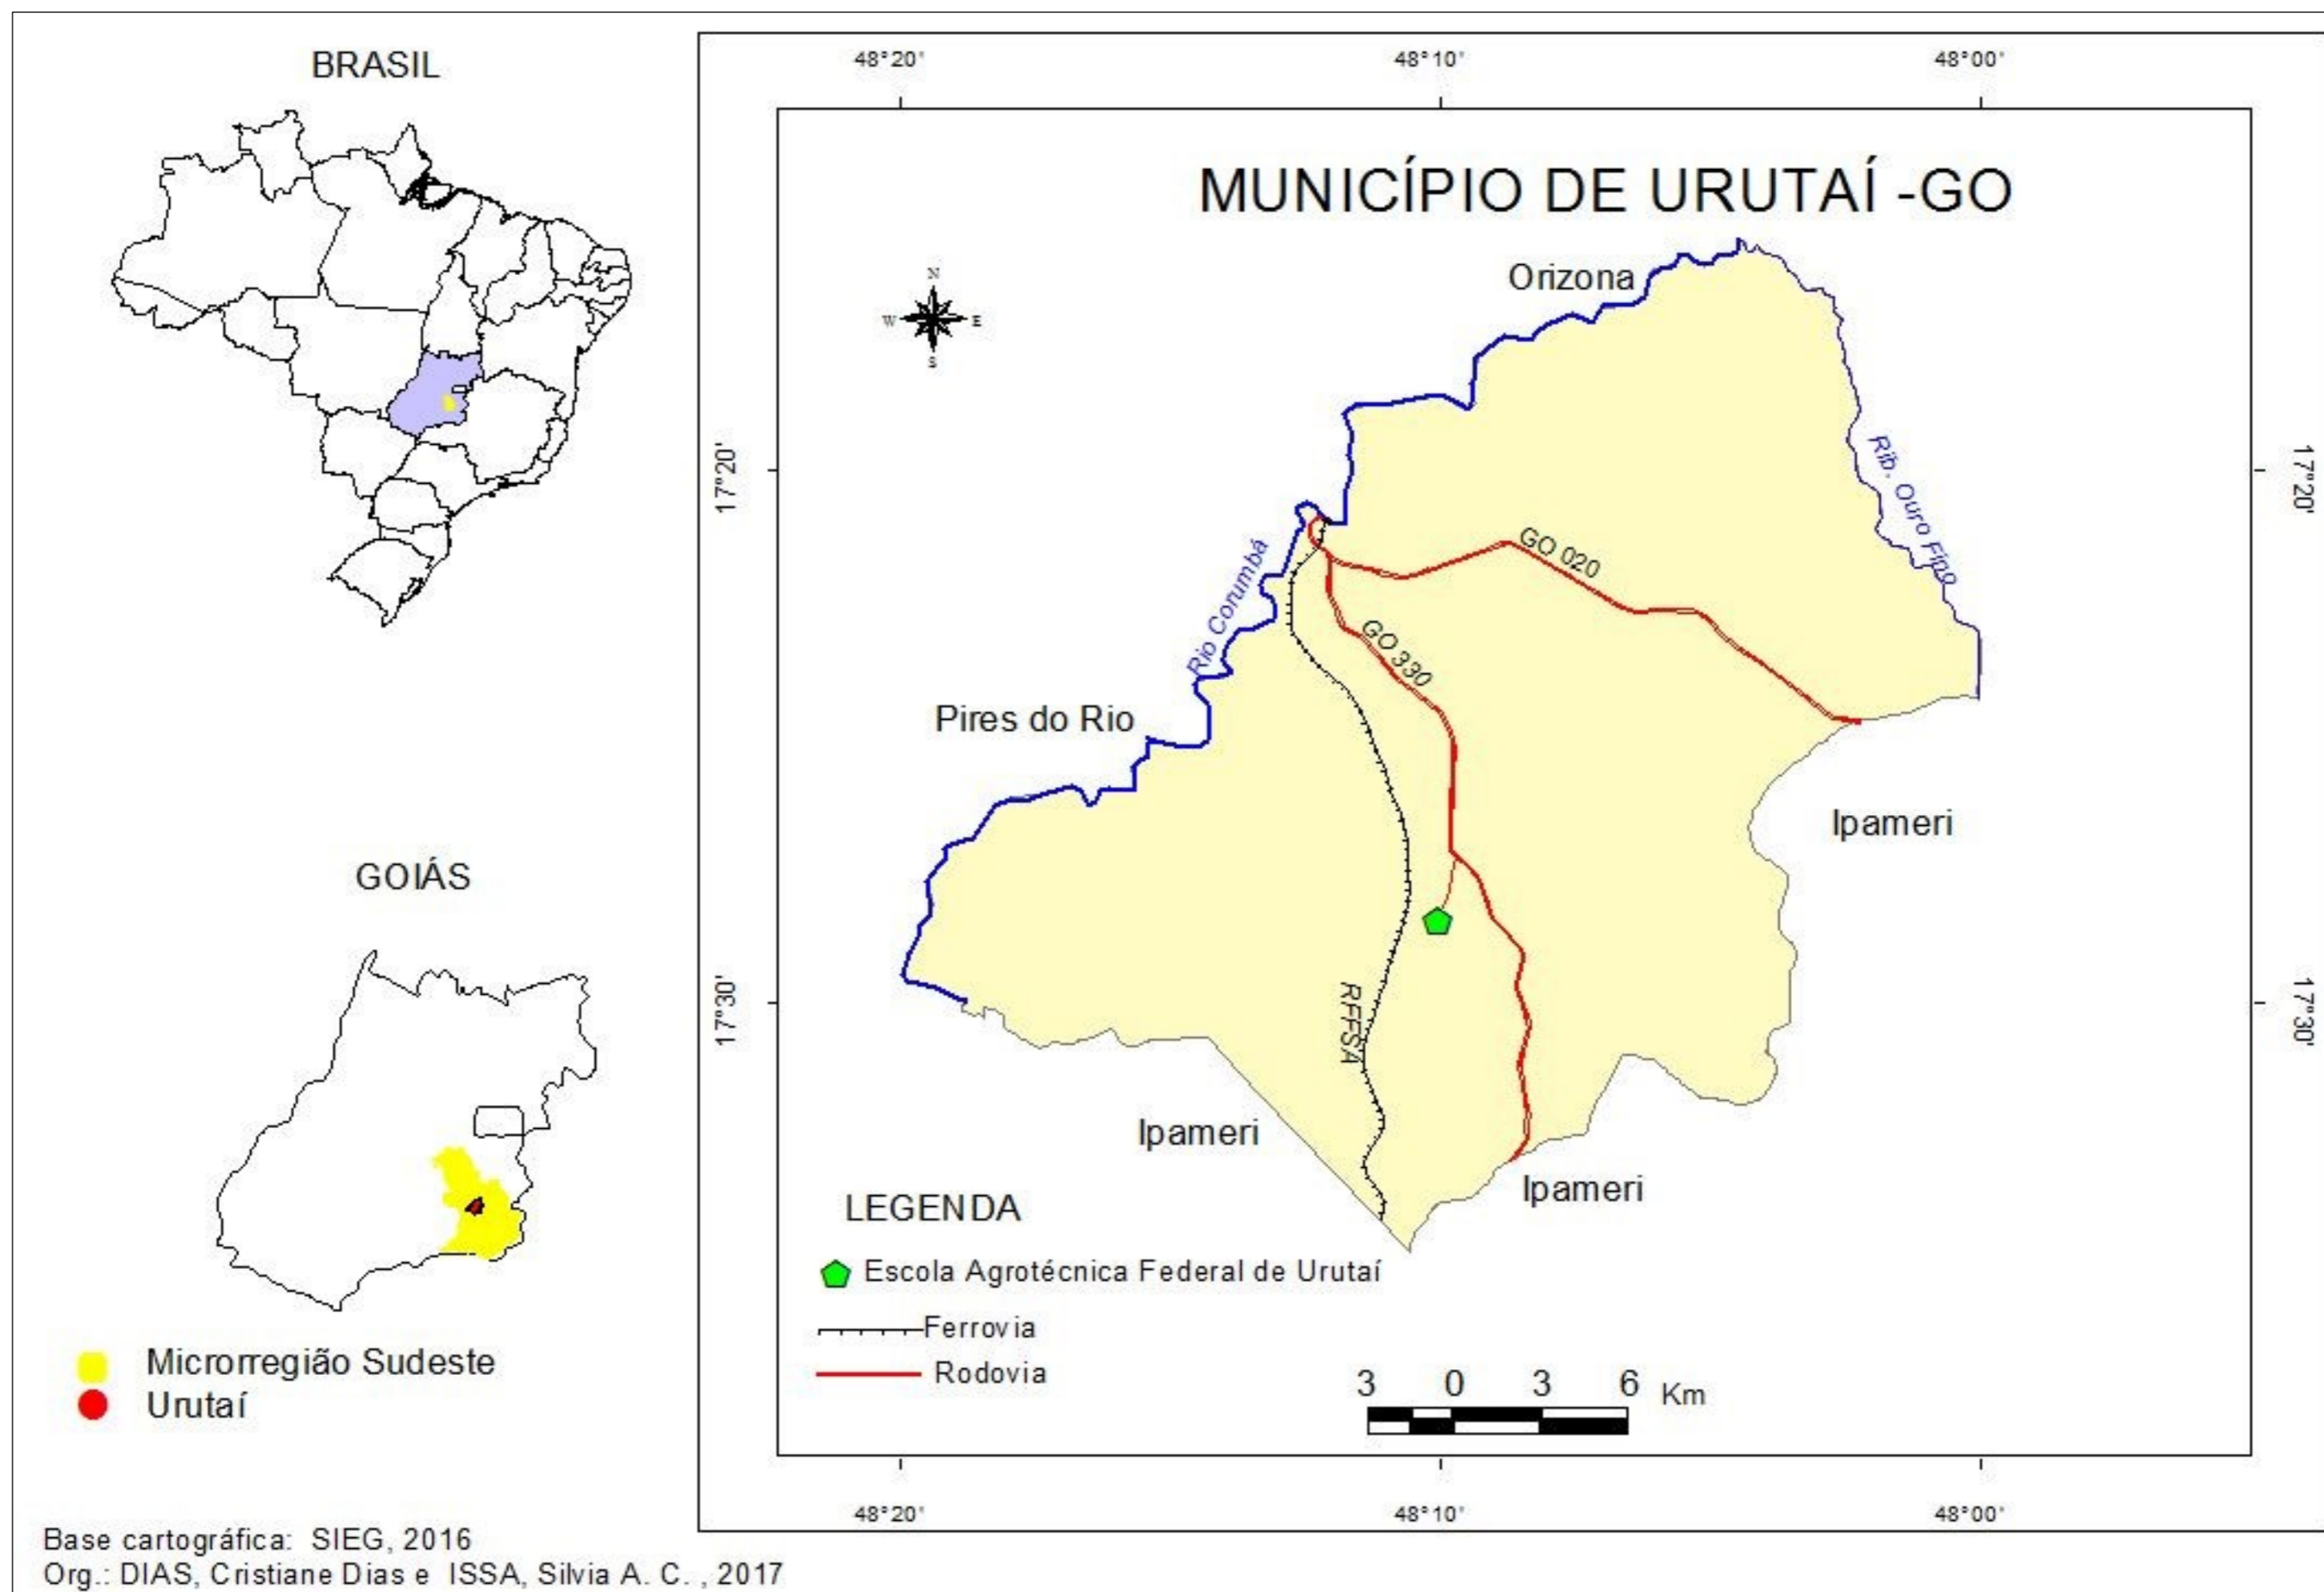 BRASIL
GOIÁS
Microrregião Sudeste
Urutaí
Base cartográfica: SIEG, 2016
Org.: DIAS, Cristiane Dias e ISSA, Silvia A. C. , 2017
48°20'
48°10'
48°00'
MUNICÍPIO DE URUTAÍ -GO
N
W
E
S
Orizona
17°20'
17°20'
Rib. Ouro Fino
Rio Corumbá
GO 020
GO 330
Pires do Rio
Ipameri
17°30'
17°30'
RFFSA
Ipameri
Ipameri
LEGENDA
Escola Agrotécnica Federal de Urutaí
Ferrovia
Rodovia
3 0 3 6 Km
48°20'
48°10'
48°00'